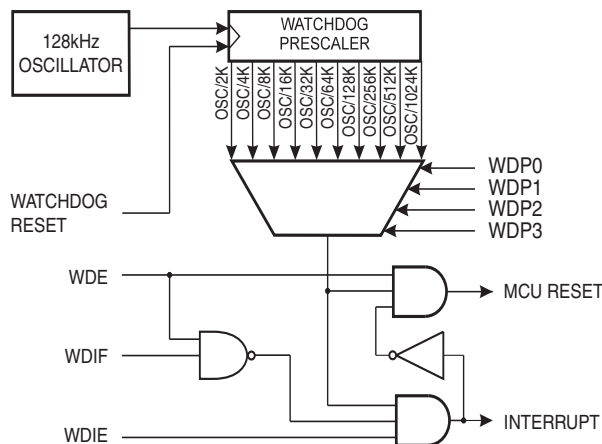 128kHz
OSCILLATOR
WATCHDOG
PRESCALER
OSC/2K
OSC/4K
OSC/8K
OSC/16K
OSC/32K
OSC/64K
OSC/128K
OSC/256K
OSC/512K
OSC/1024K
WDP0
WDP1
WDP2
WDP3
WATCHDOG
RESET
WDE
MCU RESET
WDIF
WDIE
INTERRUPT